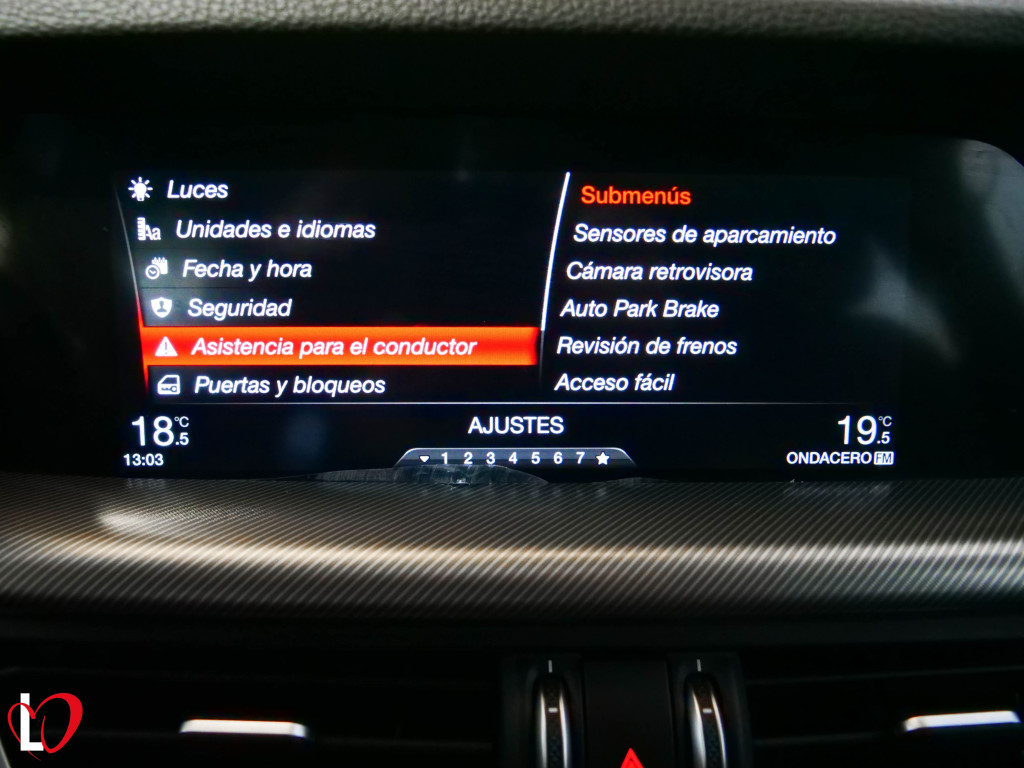 Luces
Unidades e idiomas
Fecha y hora
Seguridad
Asistencia para el conductor
Puertas y bloqueos
Submenús
Sensores de aparcamiento
Cámara retrovisora
Auto Park Brake
Revisión de frenos
Acceso fácil
18.5 °C
13:03
AJUSTES
1 2 3 4 5 6 7
19.5 °C
ONDACERO FM
L